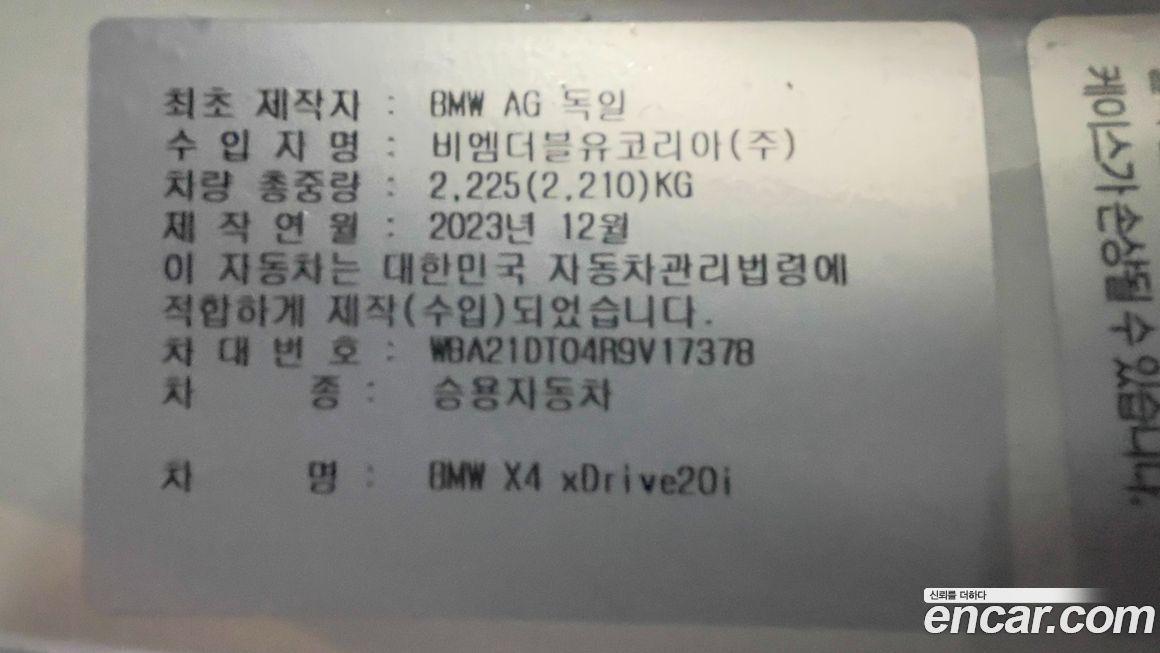 최초 제작자 : BMW AG 독일
수 입 자 명 : 비엠더블유코리아(주)
차량 총중량 : 2,225(2,210)KG
제 작 연 월 : 2023년 12월
이 자동차는 대한민국 자동차관리법령에
적합하게 제작(수입)되었습니다.
차 대 번 호 : WBA21DT04R9V17378
차 종 : 승용자동차
차 명 : BMW X4 xDrive20i
케이스가 손상될 수 있습니다.
신뢰를 더하다
encar.com